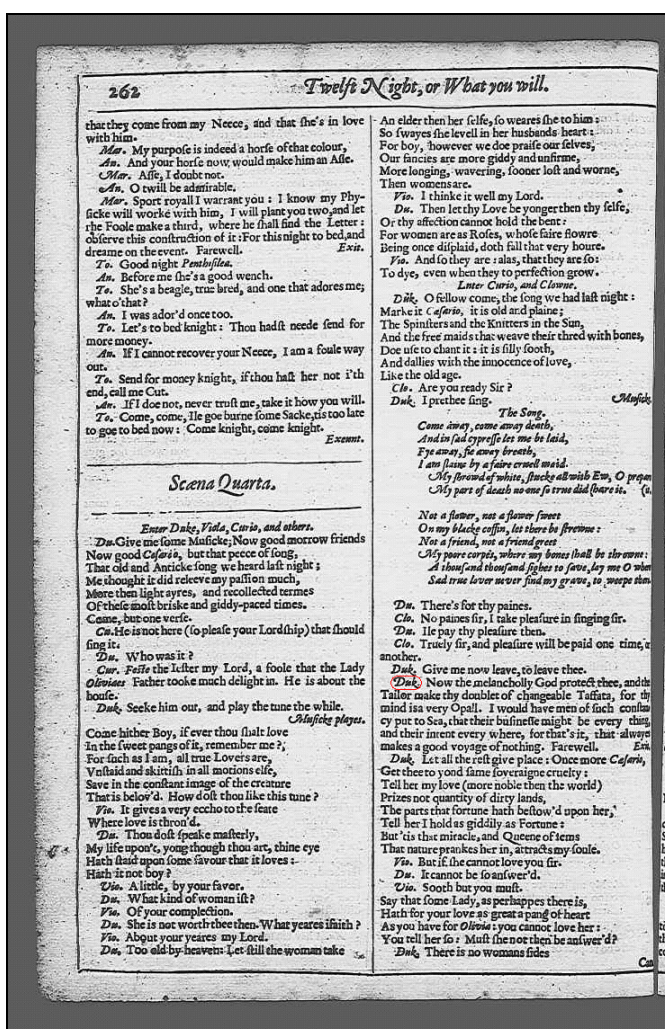 262
Twelft Night, or What you will.
that they come from my Neece, and that ſhe's in love
with him.
Mar. My purpoſe is indeed a horſe of that colour,
An. And your horſe now would make him an Aſſe.
Mar. Aſſe, I doubt not.
An. O twill be admirable.
Mar. Sport royall I warrant you: I know my Phy-
ſicke will worke with him, I will plant you two, and let
the Foole make a third, where he ſhall find the Letter:
obſerve this conſtruction of it: For this night to bed, and
dreame on the event. Farewell. Exit.
To. Good night Pentheſilea.
An. Before me ſhe's a good wench.
To. She's a beagle, true bred, and one that adores me;
what o'that?
An. I was ador'd once too.
To. Let's to bed knight: Thou hadſt neede ſend for
more money.
An. If I cannot recover your Neece, I am a foule way
out.
To. Send for money knight, if thou haſt her not i'th
end, call me Cut.
An. If I doe not, never truſt me, take it how you will.
To. Come, come, Ile goe burne ſome Sacke, tis too late
to goe to bed now: Come knight, come knight.
Exeunt.
Scæna Quarta.
Enter Duke, Viola, Curio, and others.
Du. Give me ſome Muſicke; Now good morrow friends
Now good Ceſario, but that peece of ſong,
That old and Anticke ſong we heard laſt night;
Me thought it did releeve my paſſion much,
More then light ayres, and recollected termes
Of theſe moſt briske and giddy-paced times.
Come, but one verſe.
Cu. He is not here (ſo pleaſe your Lordſhip) that ſhould
ſing it.
Du. Who was it?
Cur. Feſte the Ieſter my Lord, a foole that the Lady
Oliviaes Father tooke much delight in. He is about the
houſe.
Duk. Seeke him out, and play the tune the while.
Muſicke playes.
Come hither Boy, if ever thou ſhalt love
In the ſweet pangs of it, remember me?;
For ſuch as I am, all true Lovers are,
Vnſtaid and skittiſh in all motions elſe,
Save in the conſtant image of the creature
That is belov'd. How doſt thou like this tune?
Vio. It gives a very eccho to the ſeate
Where love is thron'd.
Du. Thou doſt ſpeake maſterly,
My life upon't, yong though thou art, thine eye
Hath ſtaid upon ſome favour that it loves:
Hath it not boy?
Vio. A little, by your favor.
Du. What kind of woman iſt?
Vio. Of your complection.
Du. She is not worth thee then. What yeares ifaith?
Vio. About your yeares my Lord.
Du. Too old by heaven: Let ſtill the woman take
An elder then her ſelfe, ſo weares ſhe to him:
So ſwayes ſhe levell in her husbands heart:
For boy, however we doe praiſe our ſelves,
Our fancies are more giddy and unfirme,
More longing, wavering, ſooner loſt and worne,
Then womens are.
Vio. I thinke it well my Lord.
Du. Then let thy Love be yonger then thy ſelfe,
Or thy affection cannot hold the bent:
For women are as Roſes, whoſe faire flowre
Being once diſplaid, doth fall that very houre.
Vio. And ſo they are: alas, that they are ſo:
To dye, even when they to perfection grow.
Enter Curio, and Clowne.
Duk. O fellow come, the ſong we had laſt night:
Marke it Ceſario, it is old and plaine;
The Spinſters and the Knitters in the Sun,
And the free maids that weave their thred with bones,
Doe uſe to chant it: it is ſilly ſooth,
And dallies with the innocence of love,
Like the old age.
Clo. Are you ready Sir?
Duk. I prethee ſing. Muſicke.
The Song.
Come away, come away death,
And in ſad cypreſſe let me be laid,
Fye away, fie away breath,
I am ſlaine by a faire cruell maid.
My ſhrowd of white, ſtucke all with Ew, O prepar
My part of death no one ſo true did ſhare it. (it,
Not a flower, not a flower ſweet
On my blacke coffin, let there be ſtrewne:
Not a friend, not a friend greet
My poore corpes, where my bones ſhall be throwne:
A thouſand thouſand ſighes to ſave, lay me O wher
Sad true lover never find my grave, to weepe ther
Du. There's for thy paines.
Clo. No paines ſir, I take pleaſure in ſinging ſir.
Du. Ile pay thy pleaſure then.
Clo. Truely ſir, and pleaſure will be paid one time, or
another.
Duk. Give me now leave, to leave thee.
Duk. Now the melancholly God protect thee, and the
Tailor make thy doublet of changeable Taffata, for thy
mind is a very Opall. I would have men of ſuch conſtan
cy put to Sea, that their buſineſſe might be every thing,
and their intent every where, for that's it, that alwayes
makes a good voyage of nothing. Farewell. Exit.
Duk. Let all the reſt give place: Once more Ceſario,
Get thee to yond ſame ſoveraigne cruelty:
Tell her my love (more noble then the world)
Prizes not quantity of dirty lands,
The parts that fortune hath beſtow'd upon her,
Tell her I hold as giddily as Fortune:
But 'tis that miracle, and Queene of Iems
That nature prankes her in, attracts my ſoule.
Vio. But if ſhe cannot love you ſir.
Du. It cannot be ſo anſwer'd.
Vio. Sooth but you muſt.
Say that ſome Lady, as perhappes there is,
Hath for your love as great a pang of heart
As you have for Olivia: you cannot love her:
You tell her ſo: Muſt ſhe not then be anſwer'd?
Duk. There is no womans ſides
Can